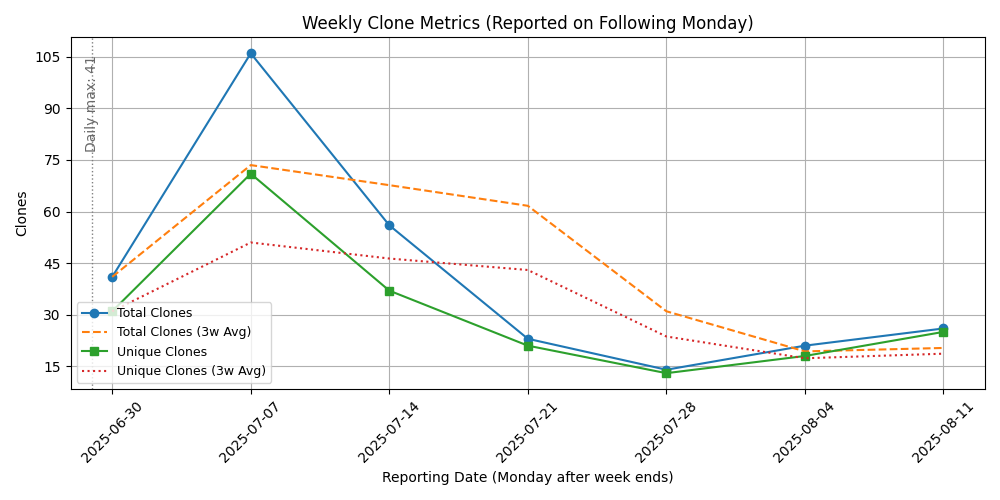 Weekly Clone Metrics (Reported on Following Monday)
Clones
105
90
75
60
45
30
15
Daily max: 41
Total Clones
Total Clones (3w Avg)
Unique Clones
Unique Clones (3w Avg)
2025-06-30
2025-07-07
2025-07-14
2025-07-21
2025-07-28
2025-08-04
2025-08-11
Reporting Date (Monday after week ends)